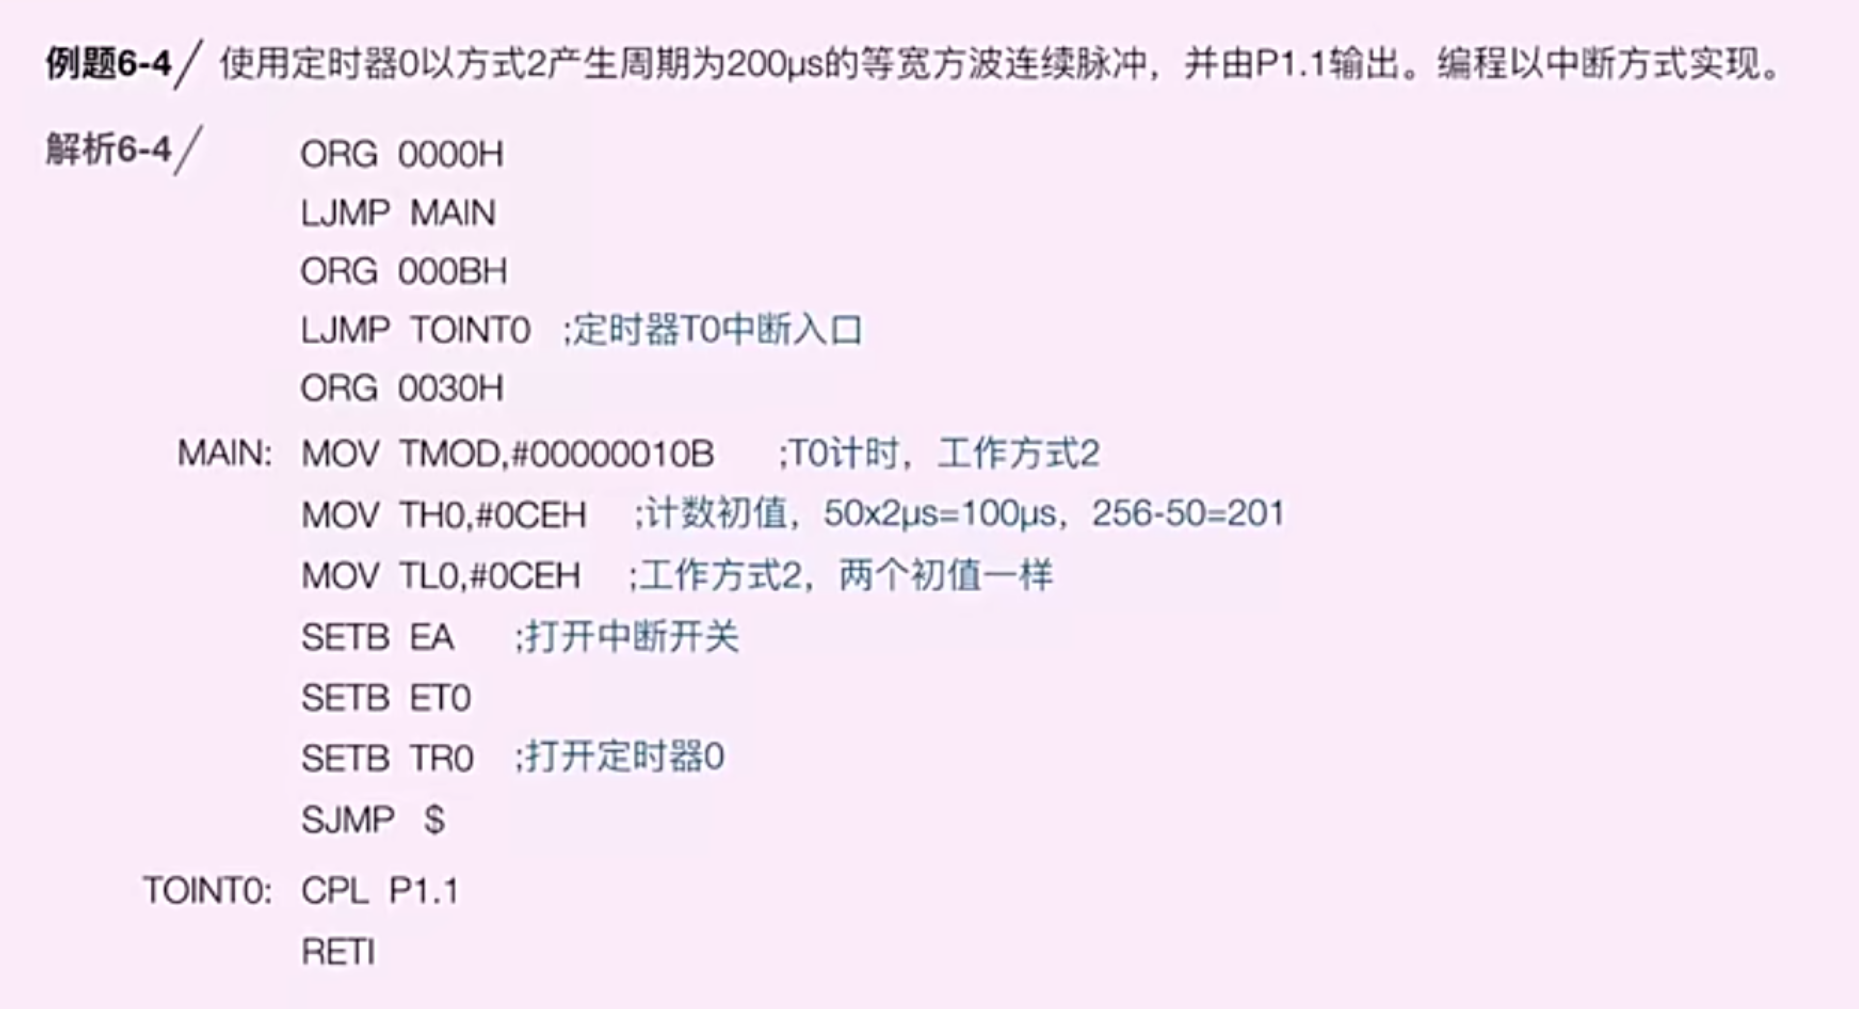 例题6-4/ 使用定时器0以方式2产生周期为200μs的等宽方波连续脉冲，并由P1.1输出。编程以中断方式实现。
解析6-4/ ORG 0000H
LJMP MAIN
ORG 000BH
LJMP TOINT0 ;定时器T0中断入口
ORG 0030H
MAIN: MOV TMOD,#00000010B ;T0计时，工作方式2
MOV TH0,#0CEH ;计数初值，50x2μs=100μs，256-50=201
MOV TL0,#0CEH ;工作方式2，两个初值一样
SETB EA ;打开中断开关
SETB ET0
SETB TR0 ;打开定时器0
SJMP $
TOINT0: CPL P1.1
RETI